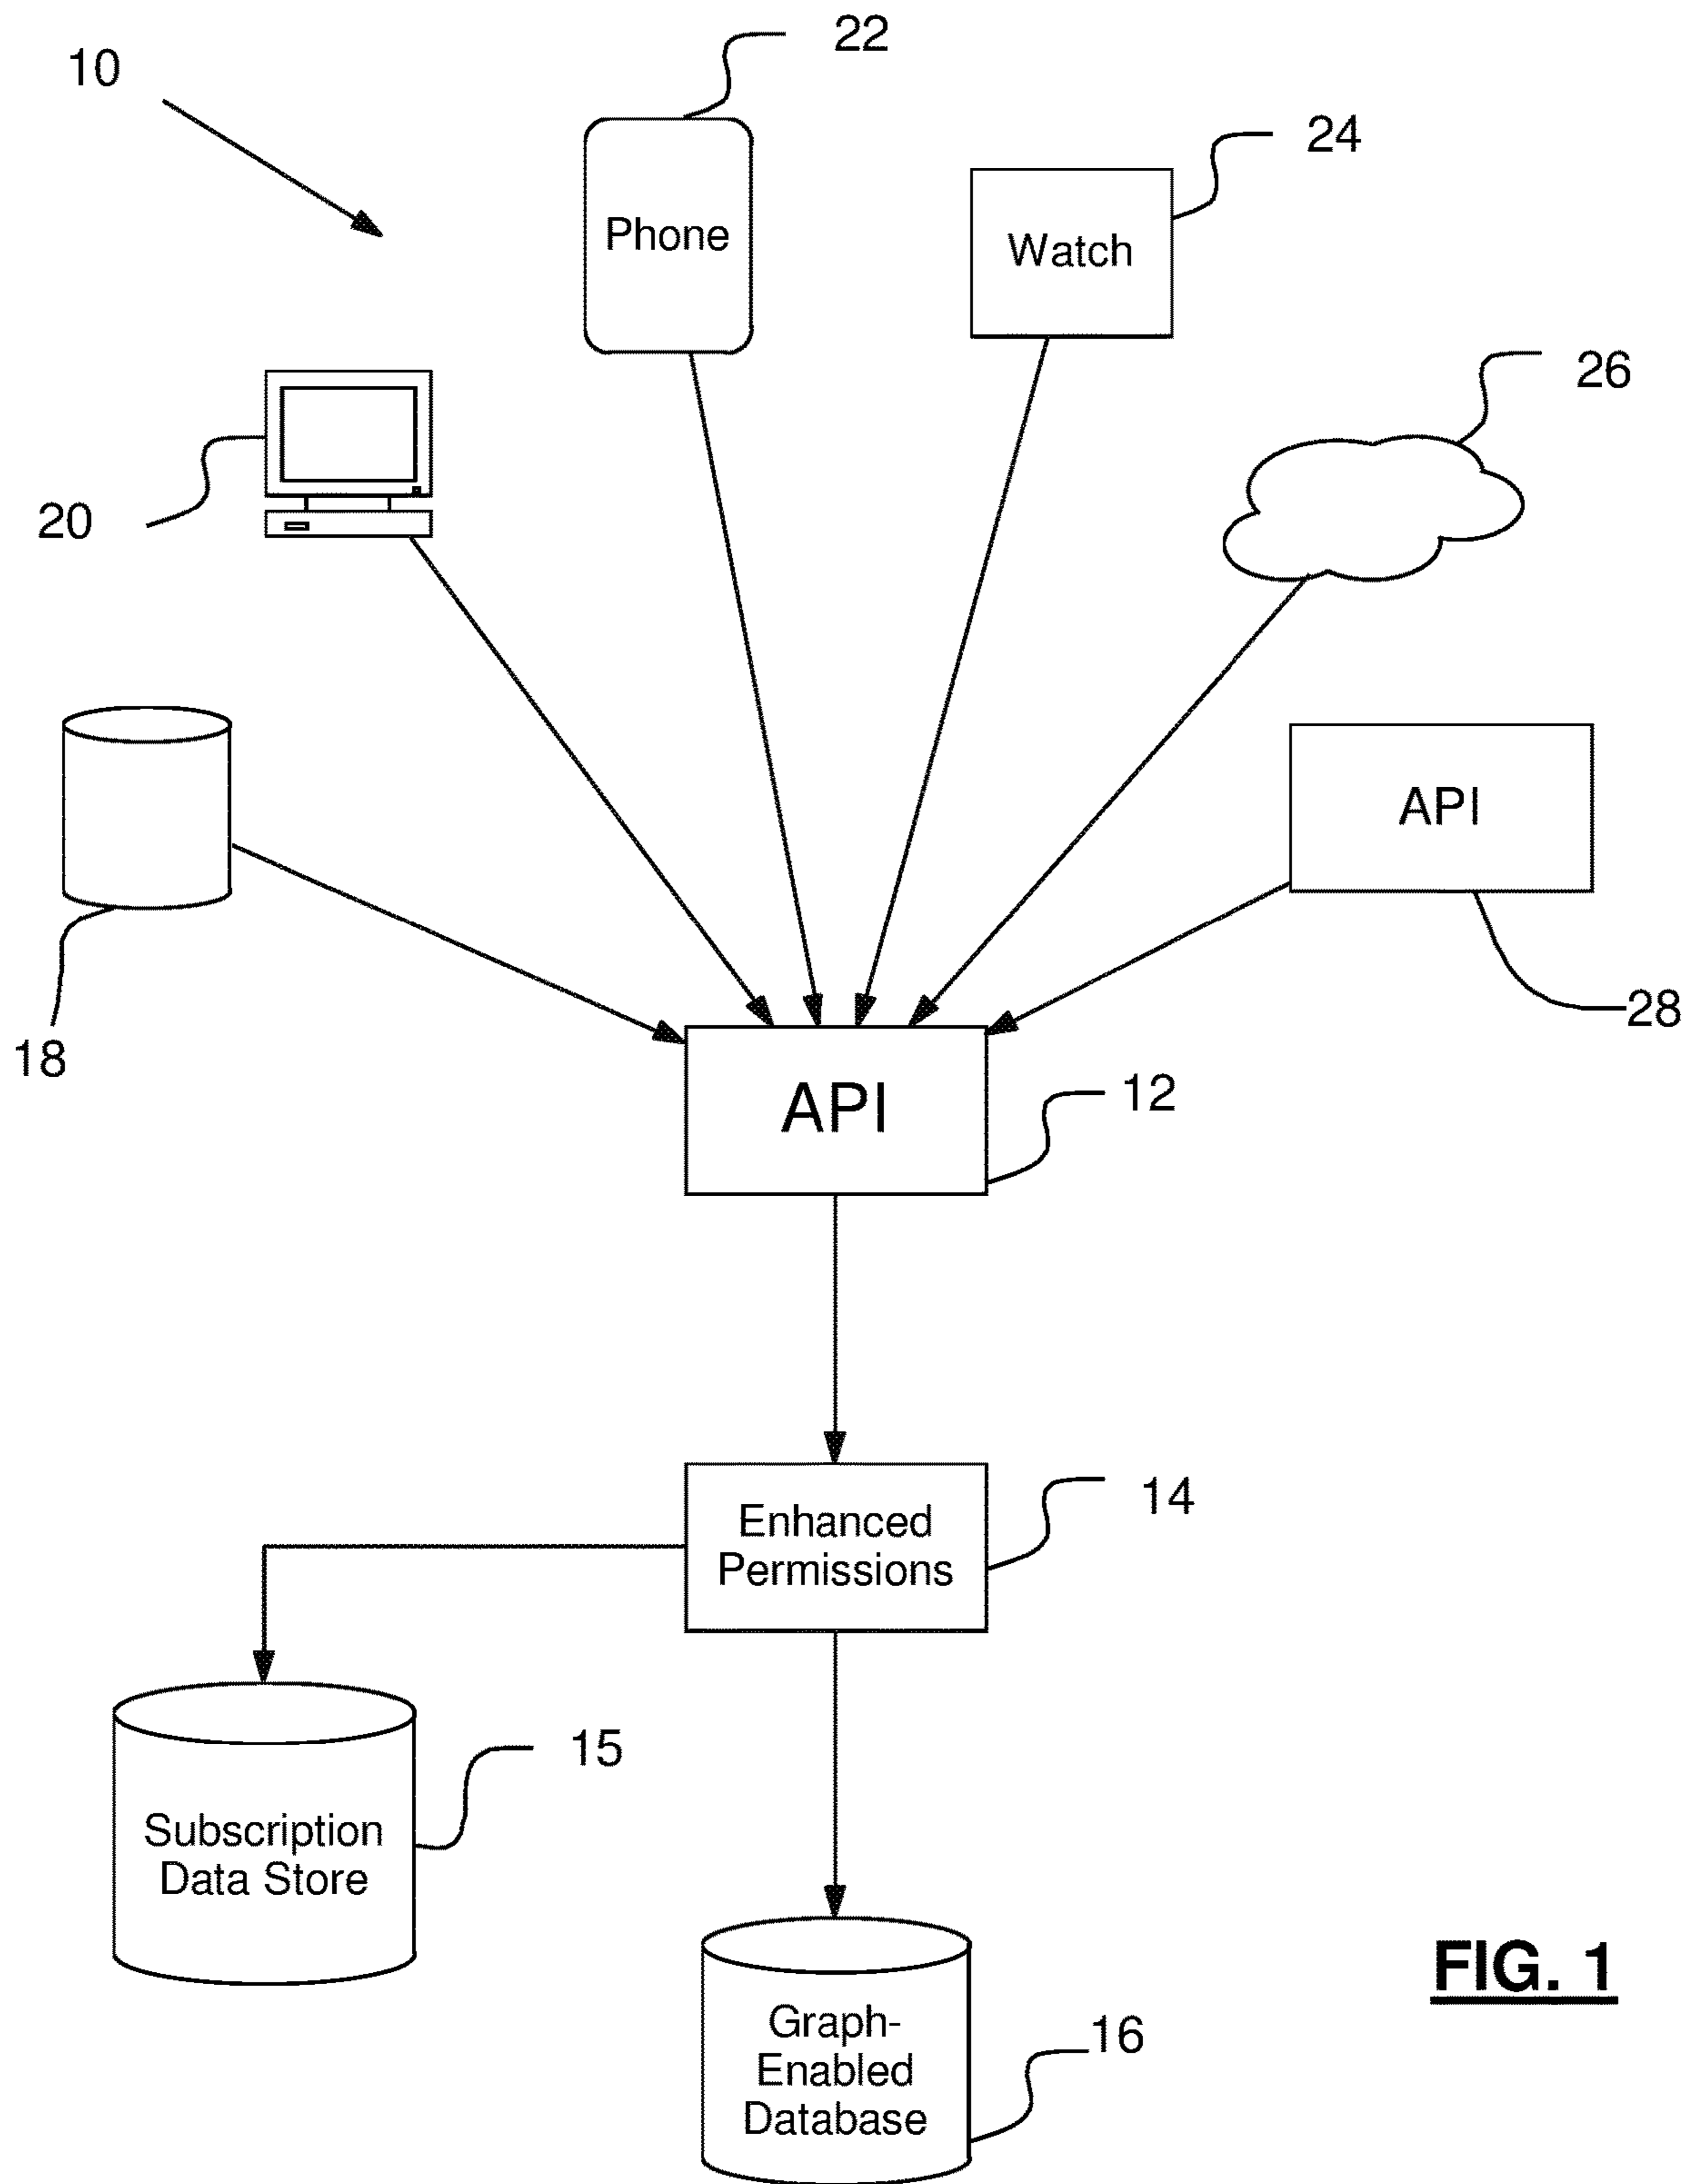 22
10
24
Phone
Watch
26
20
API
28
18
API
12
14
Enhanced
Permissions
15
Subscription
Data Store
Graph-
Enabled
Database
16
FIG. 1